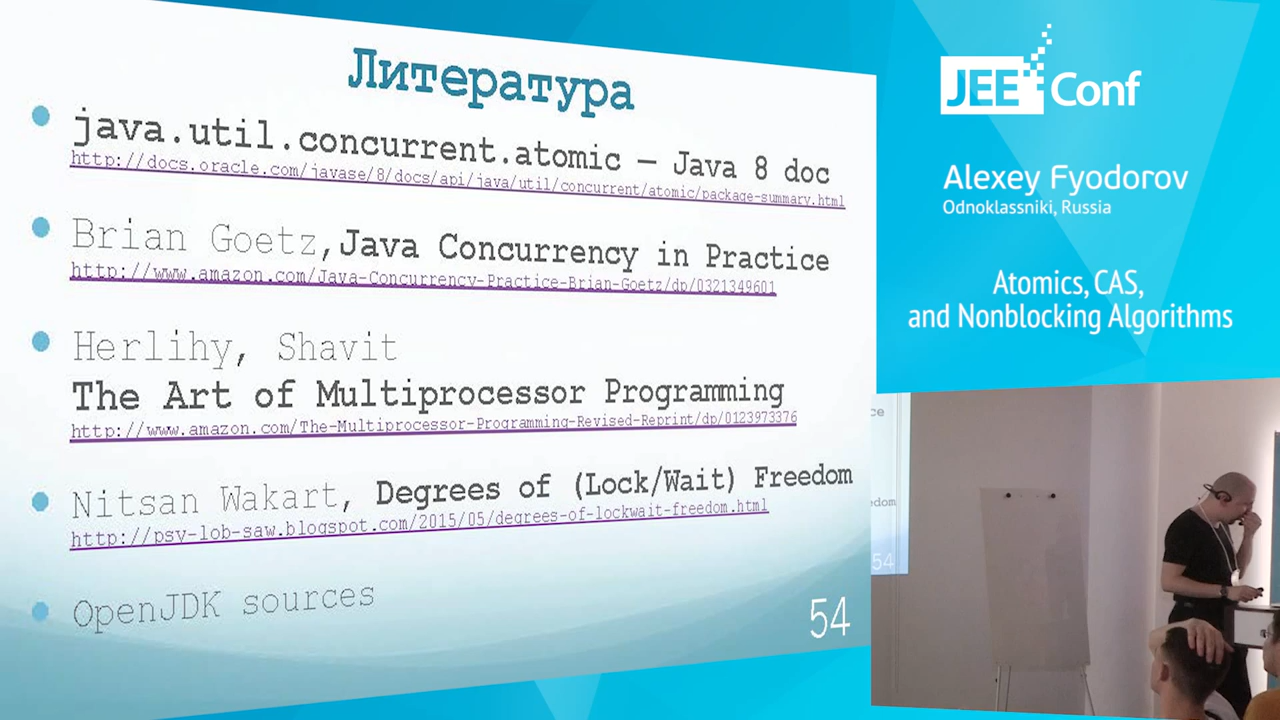 Литература
java.util.concurrent.atomic – Java 8 doc
http://docs.oracle.com/javase/8/docs/api/java/util/concurrent/atomic/package-summary.html
Brian Goetz, Java Concurrency in Practice
http://www.amazon.com/Java-Concurrency-Practice-Brian-Goetz/dp/0321349601
Herlihy, Shavit
The Art of Multiprocessor Programming
http://www.amazon.com/The-Multiprocessor-Programming-Revised-Reprint/dp/0123973376
Nitsan Wakart, Degrees of (Lock/Wait) Freedom
http://psy-lob-saw.blogspot.com/2015/05/degrees-of-lockwait-freedom.html
OpenJDK sources
54
JEE Conf
Alexey Fyodorov
Odnoklassniki, Russia
Atomics, CAS,
and Nonblocking Algorithms
ce
edom
54